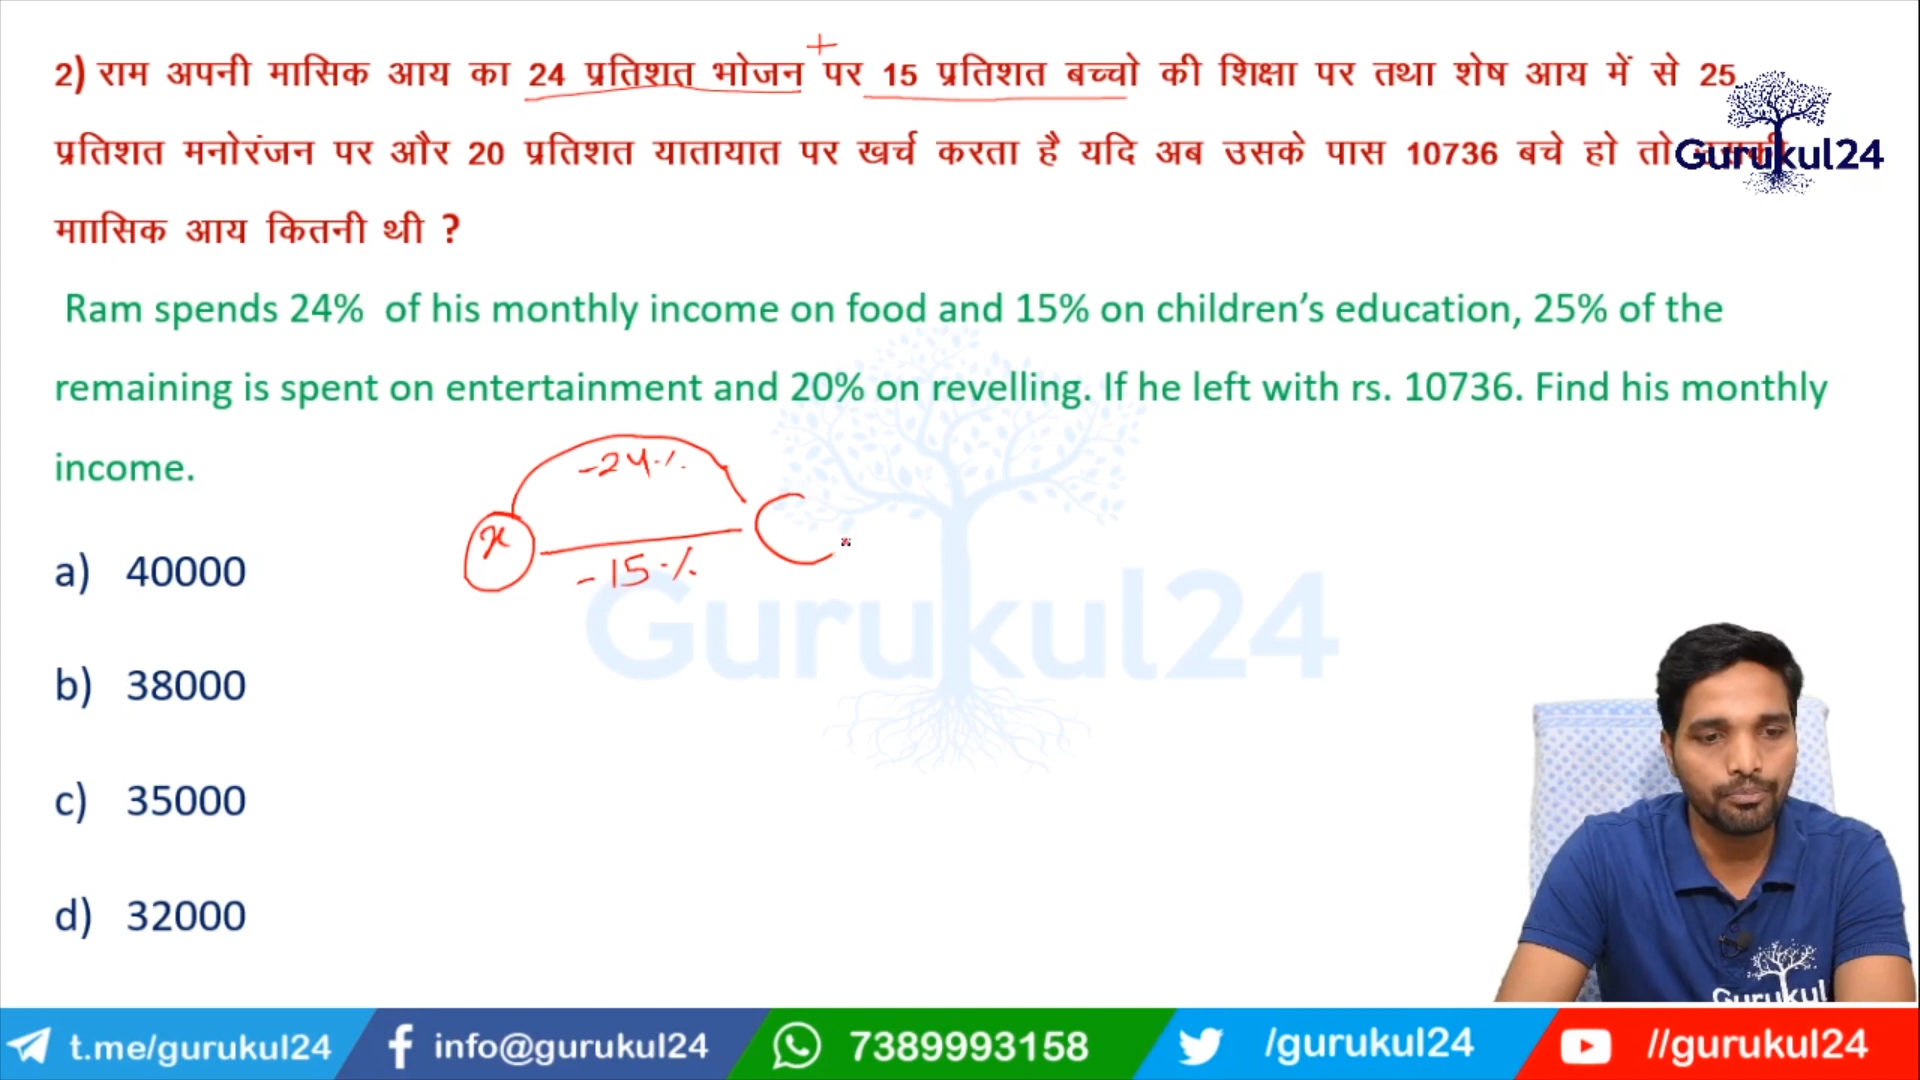 2) राम अपनी मासिक आय का 24 प्रतिशत भोजन पर 15 प्रतिशत बच्चो की शिक्षा पर तथा शेष आय में से 25
प्रतिशत मनोरंजन पर और 20 प्रतिशत यातायात पर खर्च करता है यदि अब उसके पास 10736 बचे हो तो
माासिक आय कितनी थी ?
Gurukul24
Ram spends 24% of his monthly income on food and 15% on children's education, 25% of the
remaining is spent on entertainment and 20% on revelling. If he left with rs. 10736. Find his monthly
income.
-24%
x
-15%
a) 40000
b) 38000
c) 35000
d) 32000
Gurukul24
Gurukul
t.me/gurukul24
info@gurukul24
7389993158
/gurukul24
//gurukul24